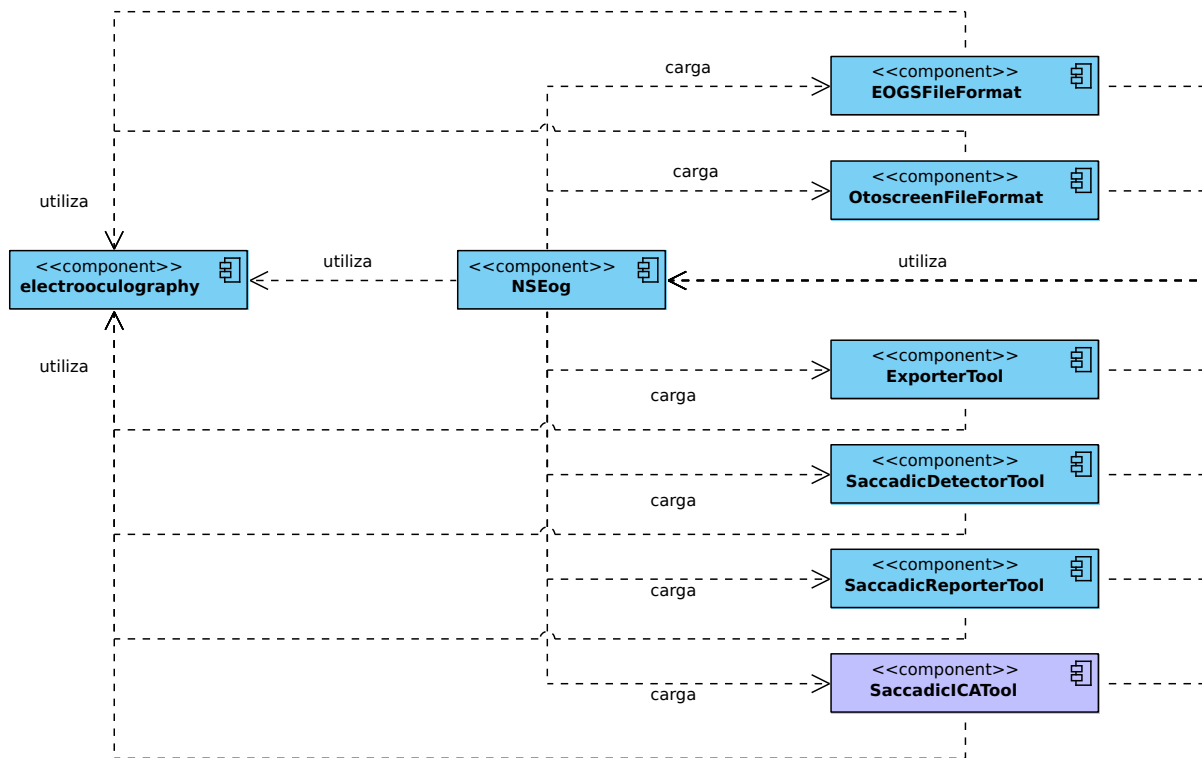 carga
<<component>>
EOGSFileFormat
carga
<<component>>
OtoscreenFileFormat
utiliza
<<component>>
electrooculography
utiliza
<<component>>
NSEog
utiliza
utiliza
<<component>>
ExporterTool
carga
<<component>>
SaccadicDetectorTool
carga
<<component>>
SaccadicReporterTool
carga
<<component>>
SaccadicICATool
carga